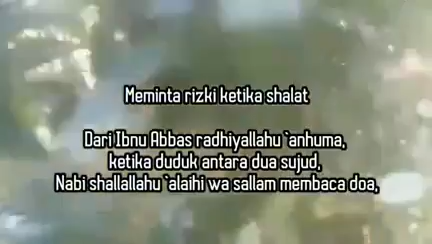 Meminta rizki ketika shalat
Dari Ibnu Abbas radhiyallahu `anhuma,
ketika duduk antara dua sujud,
Nabi shallallahu `alaihi wa sallam membaca doa,